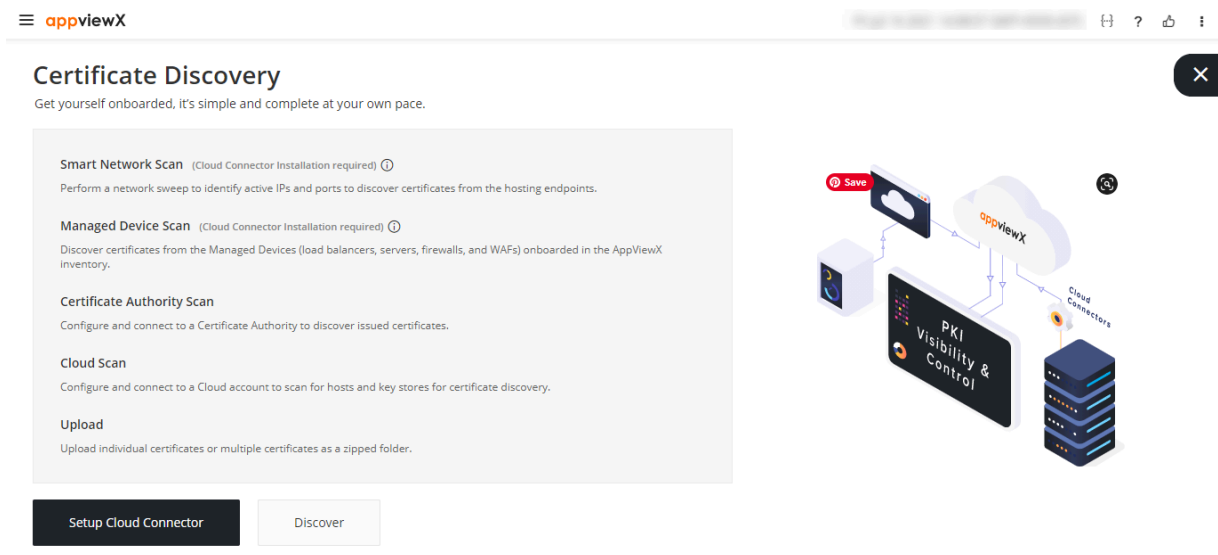 appviewX
?
Certificate Discovery
Get yourself onboarded, it's simple and complete at your own pace.
Smart Network Scan (Cloud Connector Installation required)
Perform a network sweep to identify active IPs and ports to discover certificates from the hosting endpoints.
Managed Device Scan (Cloud Connector Installation required)
Discover certificates from the Managed Devices (load balancers, servers, firewalls, and WAFs) onboarded in the AppViewX
inventory.
Certificate Authority Scan
Configure and connect to a Certificate Authority to discover issued certificates.
Cloud Scan
Configure and connect to a Cloud account to scan for hosts and key stores for certificate discovery.
Upload
Upload individual certificates or multiple certificates as a zipped folder.
Setup Cloud Connector
Discover
Save
appviewX
Cloud
Connectors
PKI
Visibility &
Control